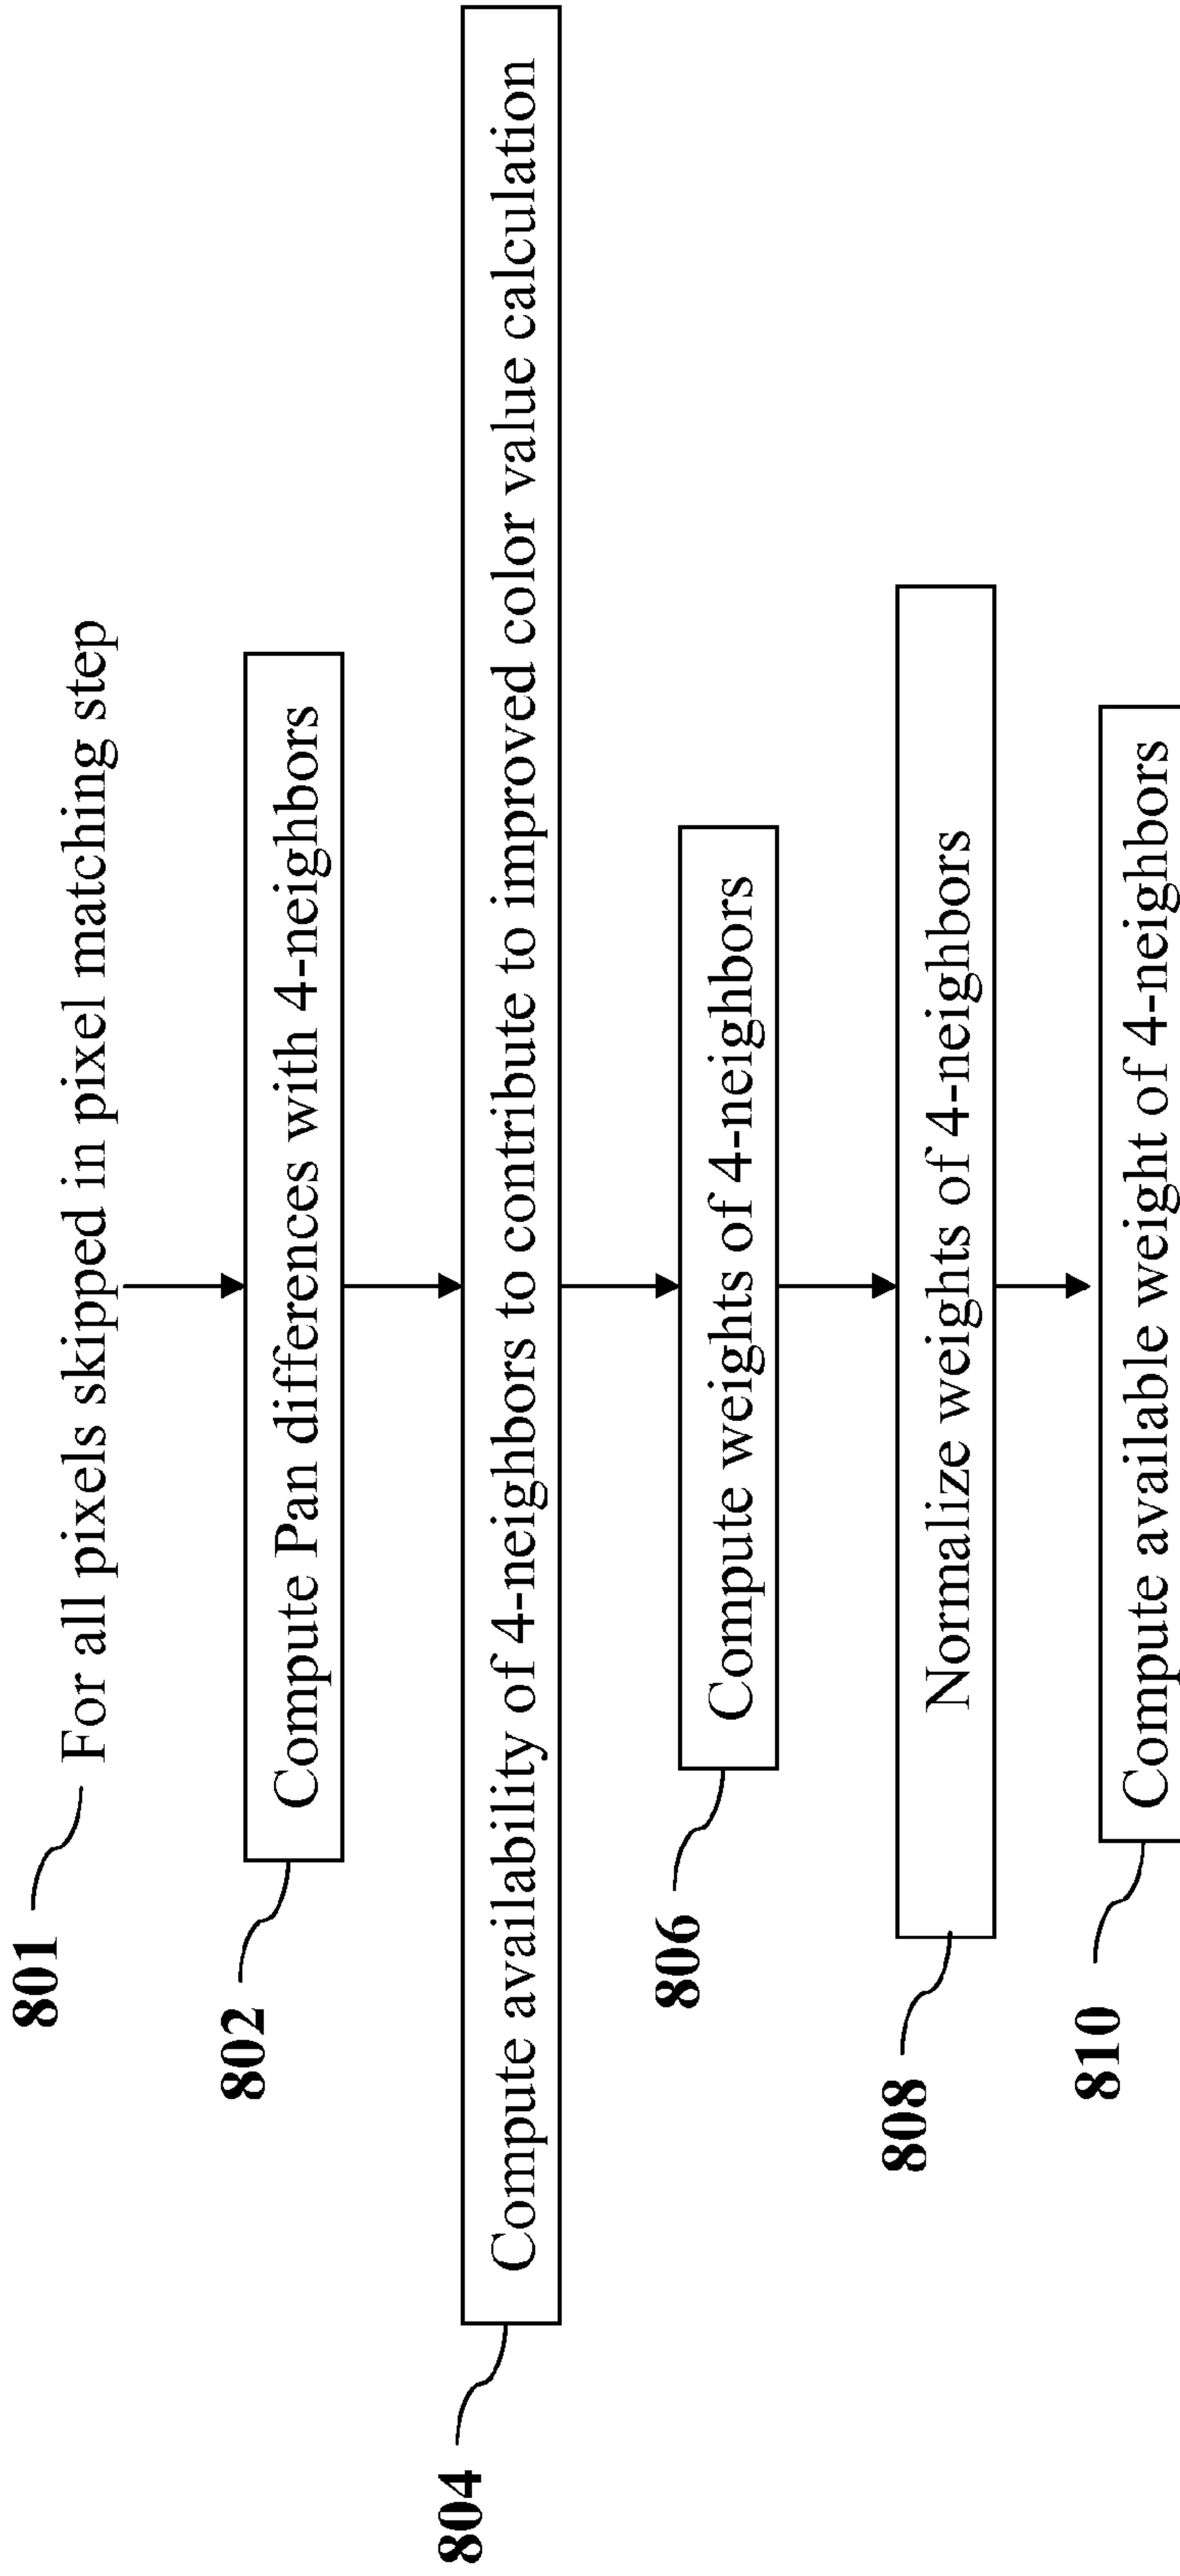 801
For all pixels skipped in pixel matching step
802
Compute Pan differences with 4-neighbors
804
Compute availability of 4-neighbors to contribute to improved color value calculation
806
Compute weights of 4-neighbors
808
Normalize weights of 4-neighbors
810
Compute available weight of 4-neighbors